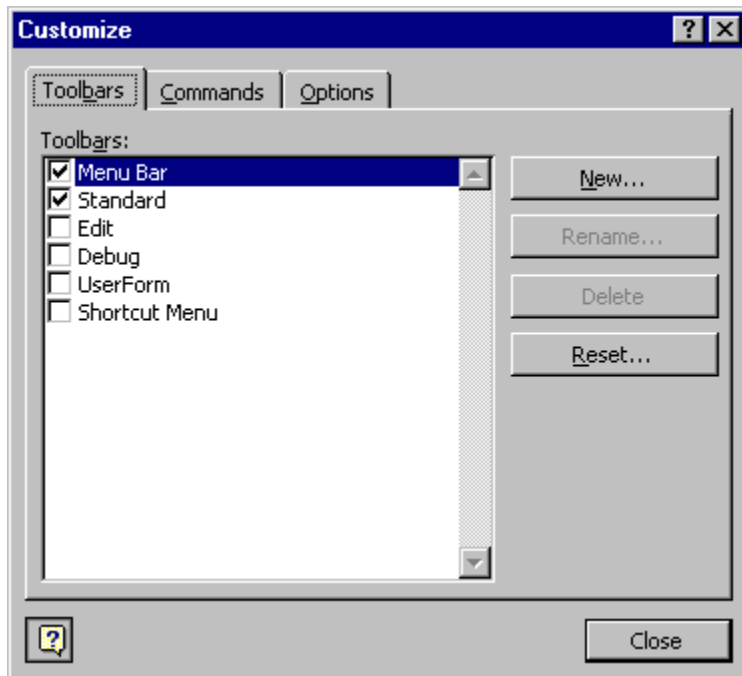 Customize
Toolbars Commands Options
Toolbars:
Menu Bar
Standard
Edit
Debug
UserForm
Shortcut Menu
New...
Rename...
Delete
Reset...
Close